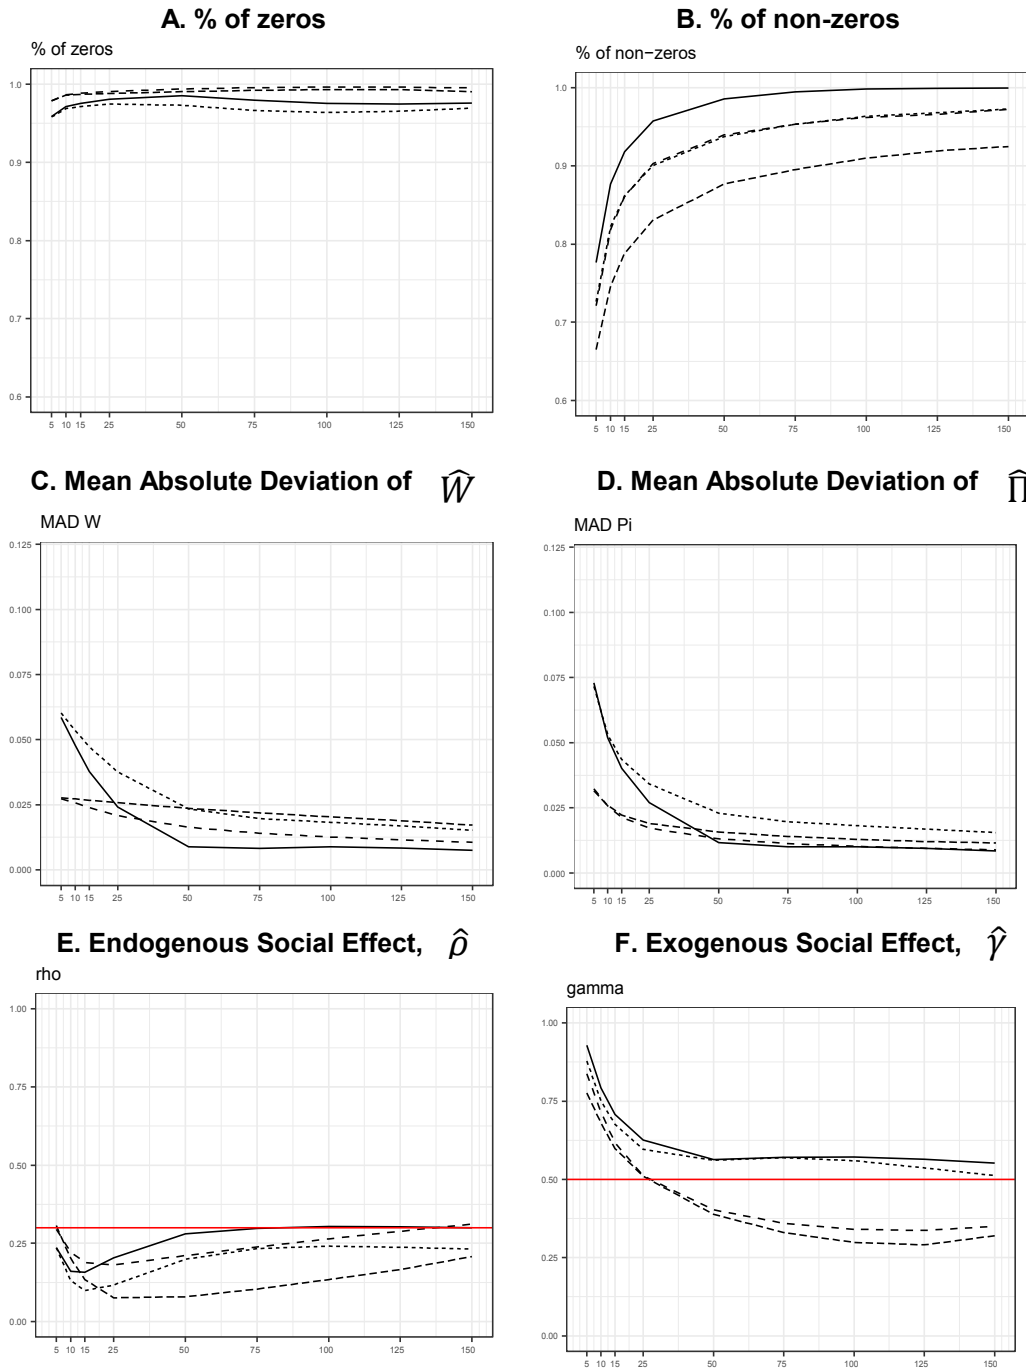 A. % of zeros
B. % of non-zeros
% of zeros
% of non−zeros
1.0
0.9
0.8
0.7
0.6
5 10 15 25 50 75 100 125 150
1.0
0.9
0.8
0.7
0.6
5 10 15 25 50 75 100 125 150
C. Mean Absolute Deviation of Ŵ
D. Mean Absolute Deviation of Π̂
MAD W
MAD Pi
0.125
0.100
0.075
0.050
0.025
0.000
5 10 15 25 50 75 100 125 150
0.125
0.100
0.075
0.050
0.025
0.000
5 10 15 25 50 75 100 125 150
E. Endogenous Social Effect, ρ̂
F. Exogenous Social Effect, γ̂
rho
gamma
1.00
0.75
0.50
0.25
0.00
5 10 15 25 50 75 100 125 150
1.00
0.75
0.50
0.25
0.00
5 10 15 25 50 75 100 125 150